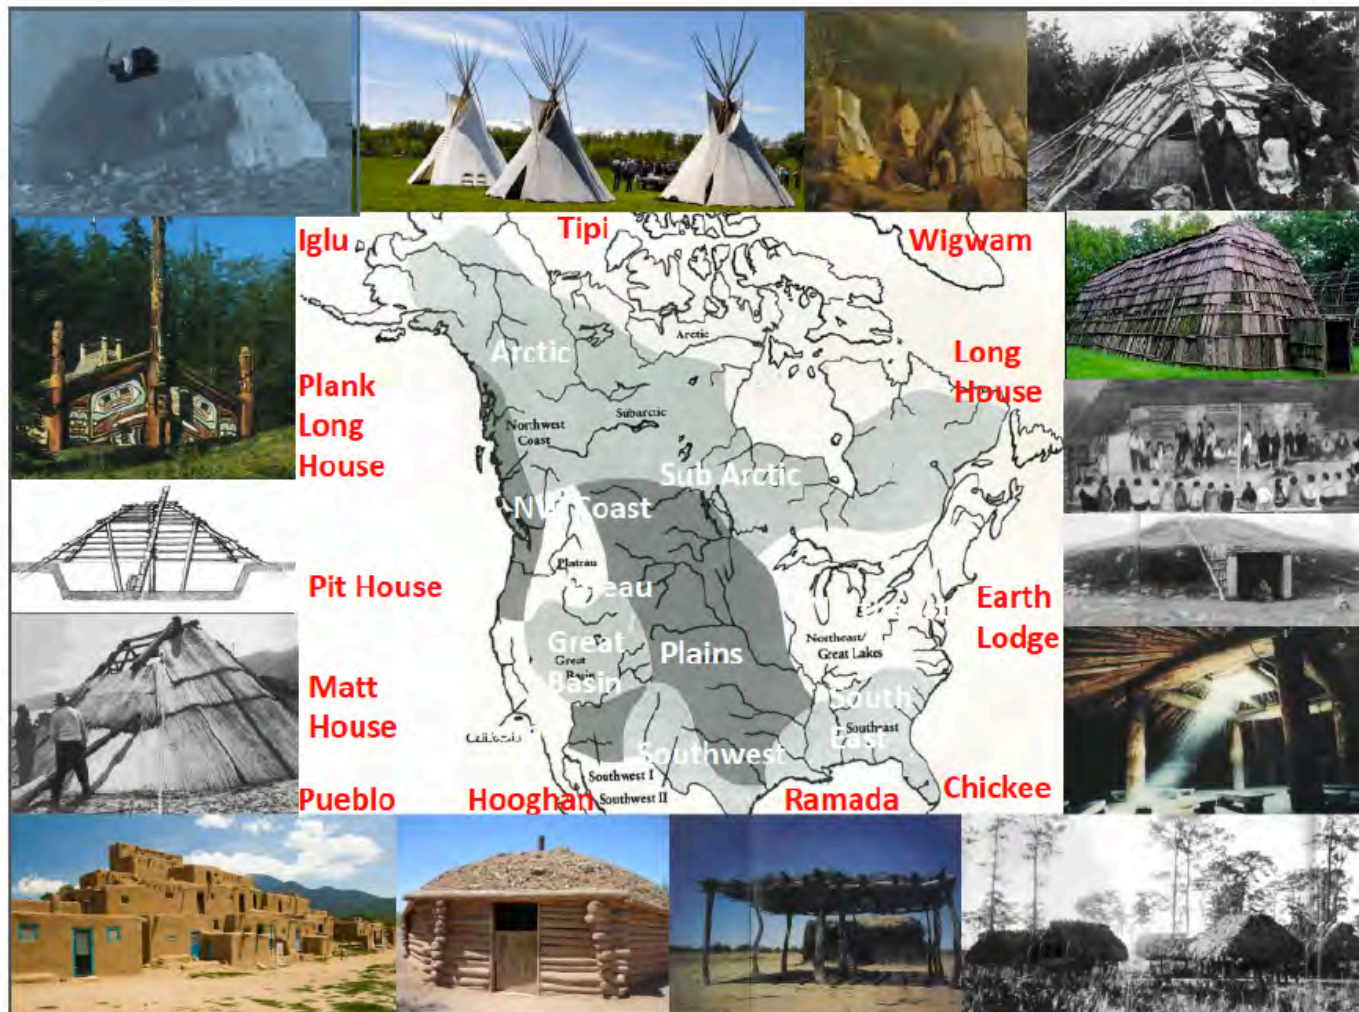 Iglu
Tipi
Wigwam
Arctic
Arctic
Long
House
Plank
Long
House
Subarctic
Northwest
Coast
Sub Arctic
NW Coast
Plateau
Pit House
eau
Earth
Lodge
Great
Basin
Great
Basin
Plains
Northeast/
Great Lakes
Matt
House
South
East
Southeast
California
Southwest
Southwest I
Southwest II
Pueblo
Hooghan
Ramada
Chickee